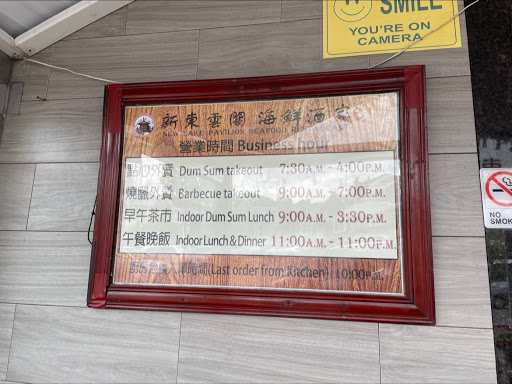 SMILE
YOU'RE ON
CAMERA
新東雲閣 海鮮酒家
NEW LAKE PAVILION SEAFOOD
營業時間 Business hour
點心外賣 Dum Sum takeout 7:30A.M. - 4:00P.M.
燒臘外賣 Barbecue takeout 9:00A.M. - 7:00P.M.
早午茶市 Indoor Dum Sum Lunch 9:00A.M. - 3:30P.M.
午餐晚飯 Indoor Lunch & Dinner 11:00A.M. - 11:00P.M.
(Last order from Kitchen) 10:00P.M.
NO
SMOK